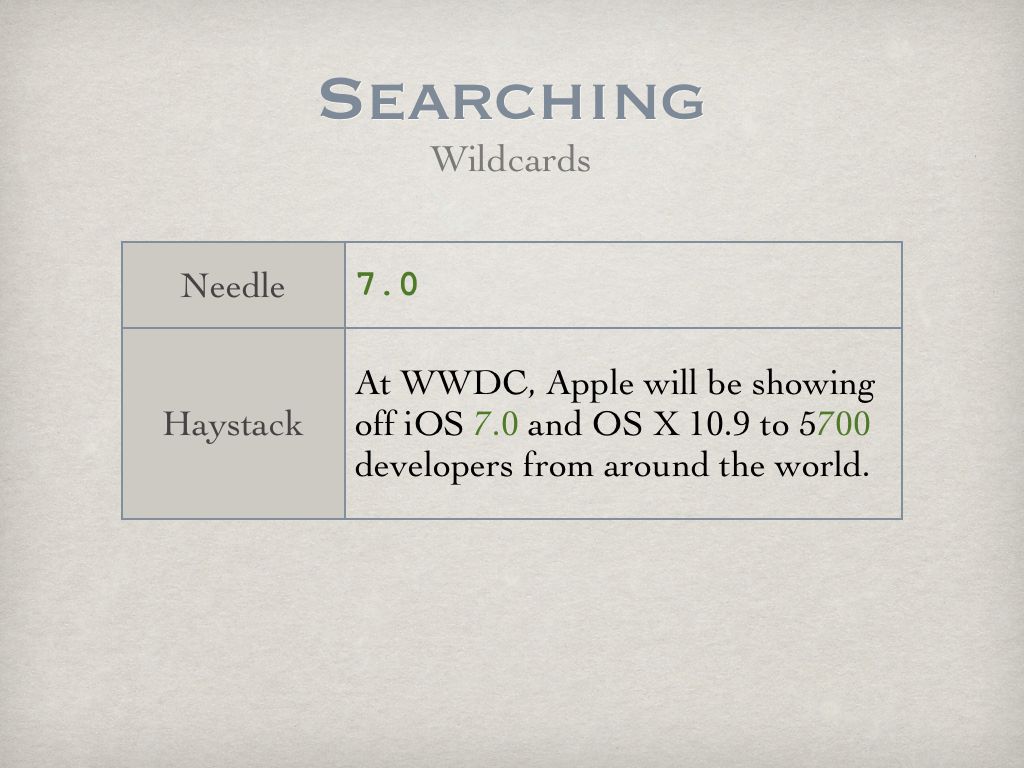 Searching
Wildcards
Needle
7.0
Haystack
At WWDC, Apple will be showing
off iOS 7.0 and OS X 10.9 to 5700
developers from around the world.